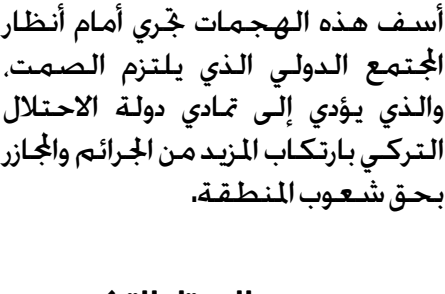 أسف هذه الهجمات تجري أمام أنظار
المجتمع الدولي الذي يلتزم الصمت،
والذي يؤدي إلى تمادي دولة الاحتلال
التركي بارتكاب المزيد من الجرائم والمجازر
بحق شعوب المنطقة.